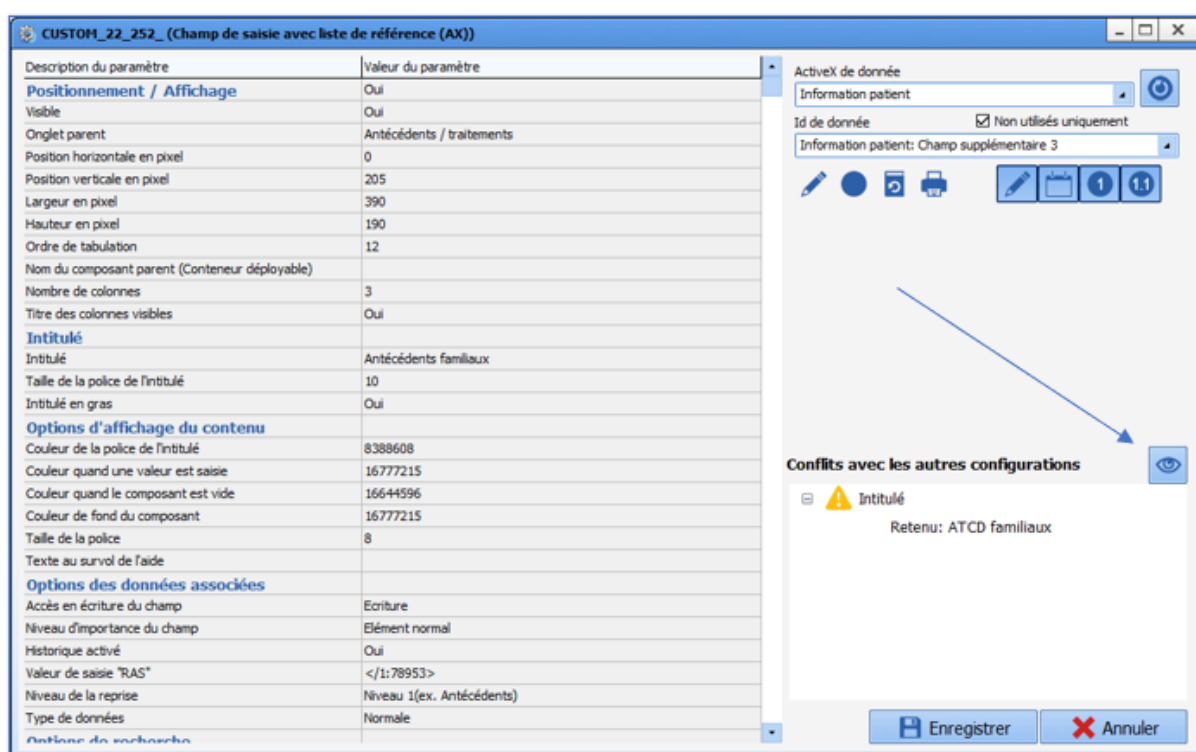 CUSTOM_22_252_ (Champ de saisie avec liste de référence (AX))
Description du paramètre Valeur du paramètre
Positionnement / Affichage Oui
Visible Oui
Onglet parent Antécédents / traitements
Position horizontale en pixel 0
Position verticale en pixel 205
Largeur en pixel 390
Hauteur en pixel 190
Ordre de tabulation 12
Nom du composant parent (Conteneur déployable)
Nombre de colonnes 3
Titre des colonnes visibles Oui
Intitulé
Intitulé Antécédents familiaux
Taille de la police de l'intitulé 10
Intitulé en gras Oui
Options d'affichage du contenu
Couleur de la police de l'intitulé 8388608
Couleur quand une valeur est saisie 16777215
Couleur quand le composant est vide 16644596
Couleur de fond du composant 16777215
Taille de la police 8
Texte au survol de l'aide
Options des données associées
Accès en écriture du champ Ecriture
Niveau d'importance du champ Elément normal
Historique activé Oui
Valeur de saisie "RAS" </1:78953>
Niveau de la reprise Niveau 1(ex. Antécédents)
Type de données Normale
Options de recherche
ActiveX de donnée
Information patient
Id de donnée Non utilisés uniquement
Information patient: Champ supplémentaire 3
1 1.1
Conflits avec les autres configurations
Intitulé
Retenu: ATCD familiaux
Enregistrer Annuler